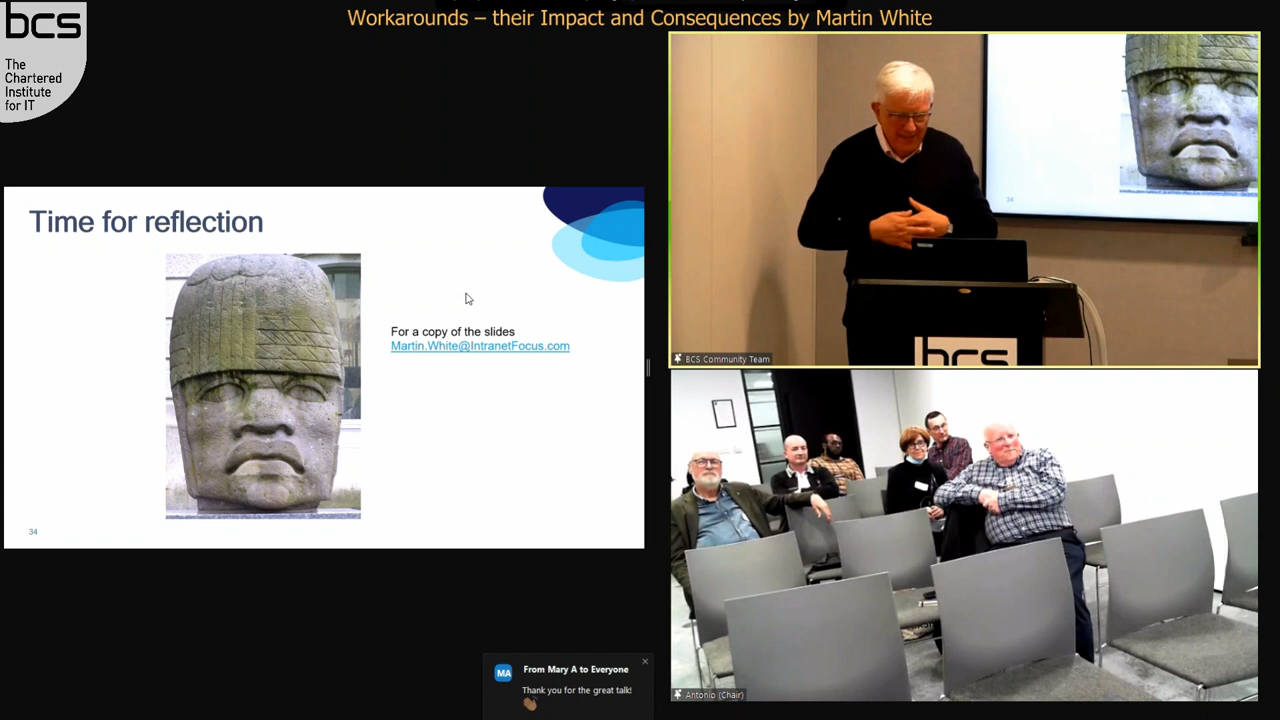 Workarounds – their Impact and Consequences by Martin White
bcs
The
Chartered
Institute
for IT
Time for reflection
For a copy of the slides
Martin.White@IntranetFocus.com
34
34
bcs
BCS Community Team
Antonio (Chair)
MA
From Mary A to Everyone
Thank you for the great talk!